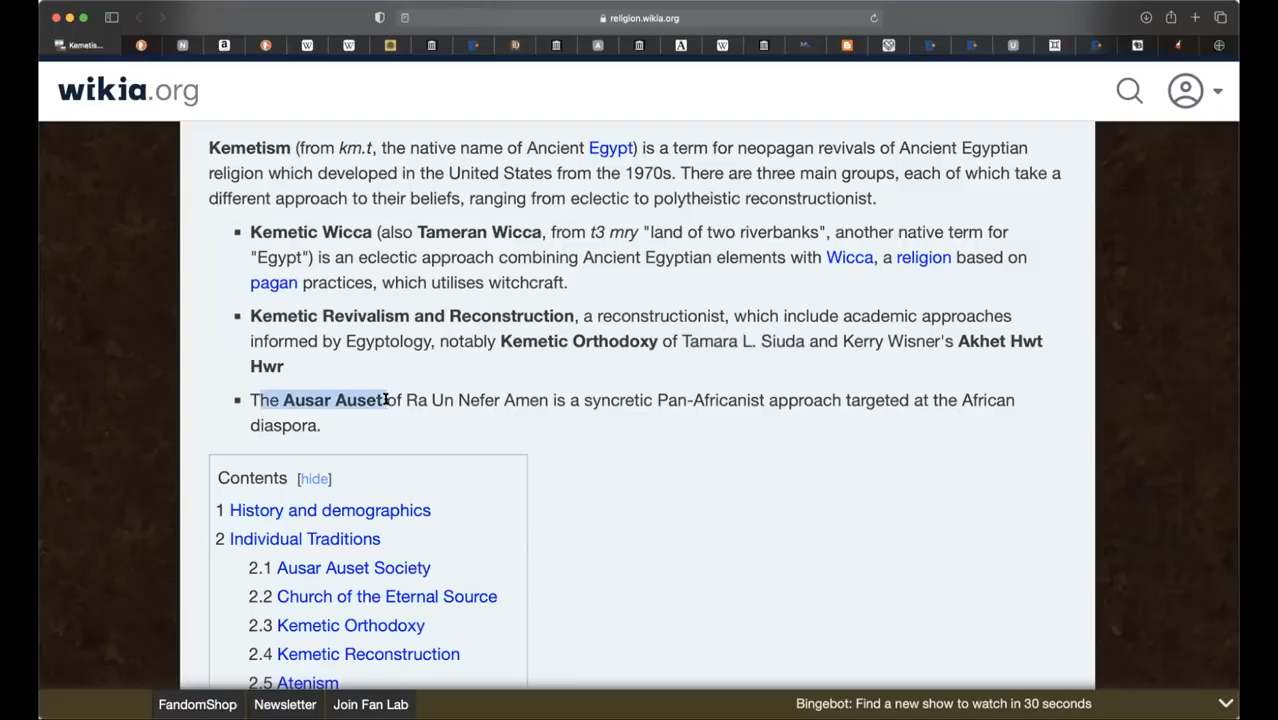 religion.wikia.org
Kemetis...
wikia.org
Kemetism (from km.t, the native name of Ancient Egypt) is a term for neopagan revivals of Ancient Egyptian
religion which developed in the United States from the 1970s. There are three main groups, each of which take a
different approach to their beliefs, ranging from eclectic to polytheistic reconstructionist.
▪ Kemetic Wicca (also Tameran Wicca, from t3 mry "land of two riverbanks", another native term for
"Egypt") is an eclectic approach combining Ancient Egyptian elements with Wicca, a religion based on
pagan practices, which utilises witchcraft.
▪ Kemetic Revivalism and Reconstruction, a reconstructionist, which include academic approaches
informed by Egyptology, notably Kemetic Orthodoxy of Tamara L. Siuda and Kerry Wisner's Akhet Hwt
Hwr
▪ The Ausar Auset of Ra Un Nefer Amen is a syncretic Pan-Africanist approach targeted at the African
diaspora.
Contents [hide]
1 History and demographics
2 Individual Traditions
2.1 Ausar Auset Society
2.2 Church of the Eternal Source
2.3 Kemetic Orthodoxy
2.4 Kemetic Reconstruction
2.5 Atenism
FandomShop Newsletter Join Fan Lab Bingebot: Find a new show to watch in 30 seconds